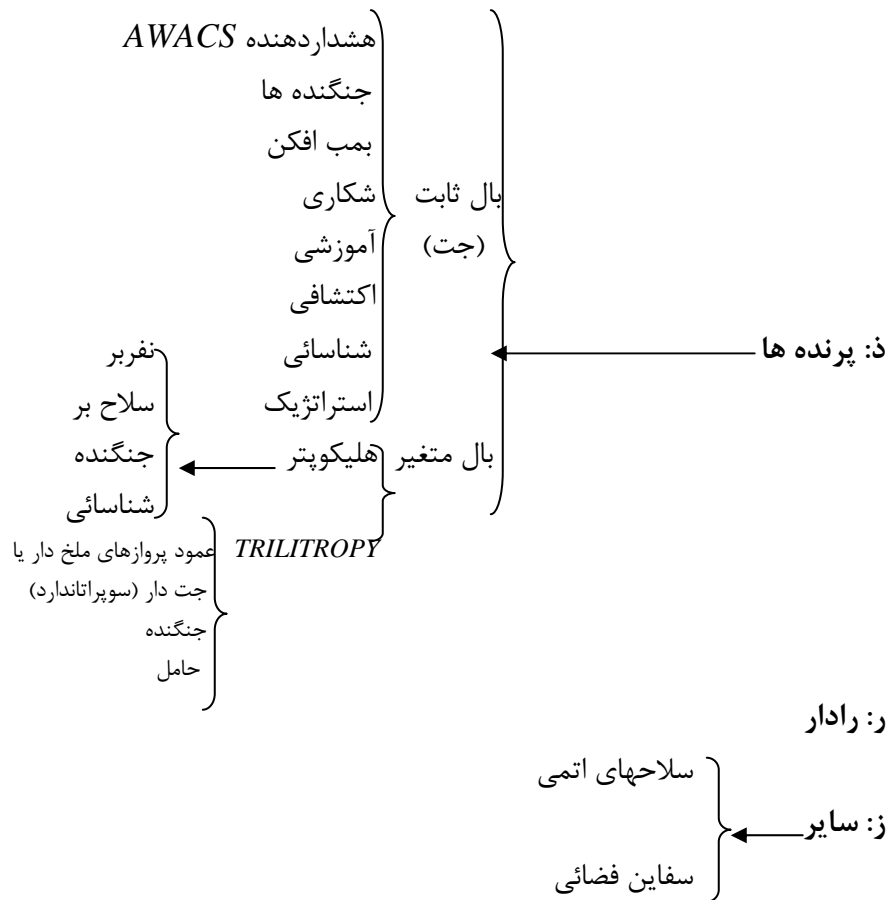 ذ: پرنده ها
بال ثابت
(جت)
هشداردهنده AWACS
جنگنده ها
بمب افکن
شکاری
آموزشی
اکتشافی
شناسائی
استراتژیک
بال متغیر
هلیکوپتر
نفربر
سلاح بر
جنگنده
شناسائی
TRILITROPY
عمود پروازهای ملخ دار یا
جت دار (سوپراتاندارد)
جنگنده
حامل
ر: رادار
ز: سایر
سلاحهای اتمی
سفاین فضائی